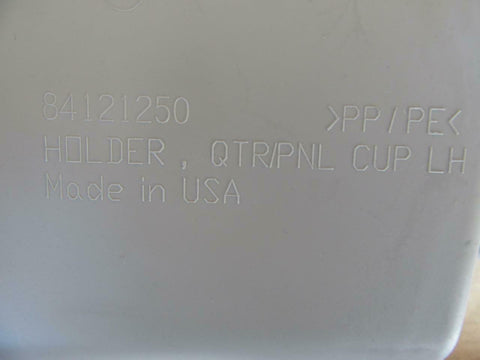 84121250 >PP/PE<
HOLDER, QTR/PNL CUP LH
Made in USA